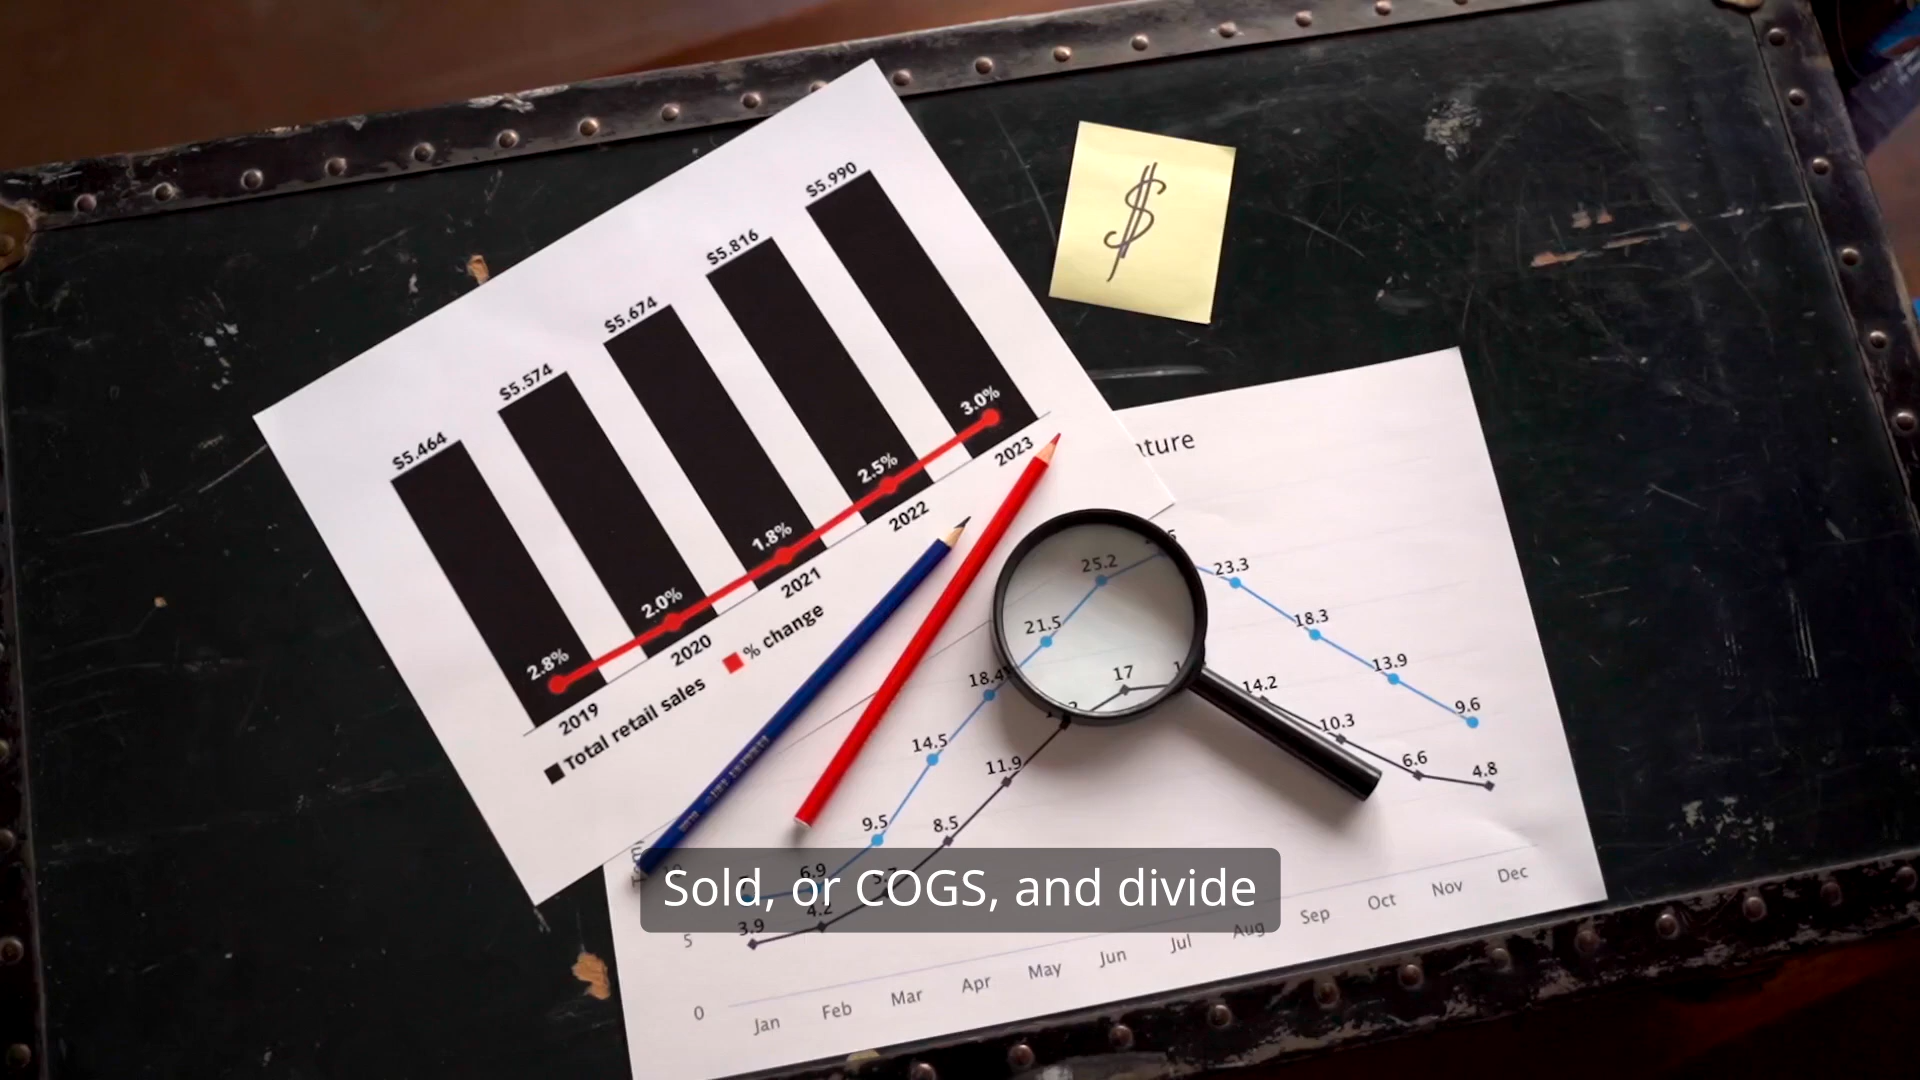 $5.464
$5.574
$5.674
$5.816
$5.990
2.8%
2.0%
1.8%
2.5%
3.0%
2019
2020
2021
2022
2023
Total retail sales
% change
$
25.2
23.3
21.5
18.3
18.4
17
14.2
13.9
14.5
10.3
9.6
11.9
6.6
4.8
9.5
8.5
6.9
4.2
3.9
5
0
Jan
Feb
Mar
Apr
May
Jun
Jul
Aug
Sep
Oct
Nov
Dec
Sold, or COGS, and divide